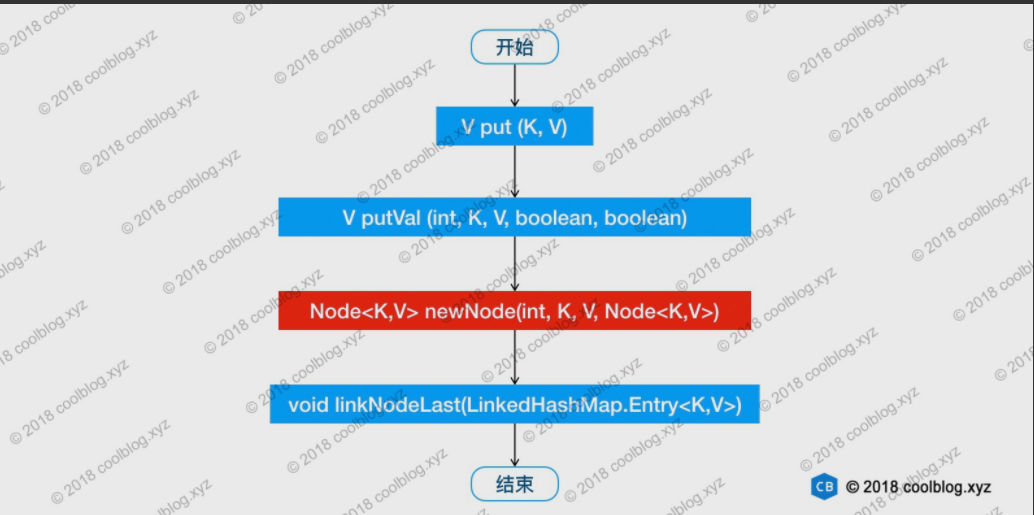 开始
V put (K, V)
V putVal (int, K, V, boolean, boolean)
Node<K,V> newNode(int, K, V, Node<K,V>)
void linkNodeLast(LinkedHashMap.Entry<K,V>)
结束
CB © 2018 coolblog.xyz
© 2018 coolblog.xyz